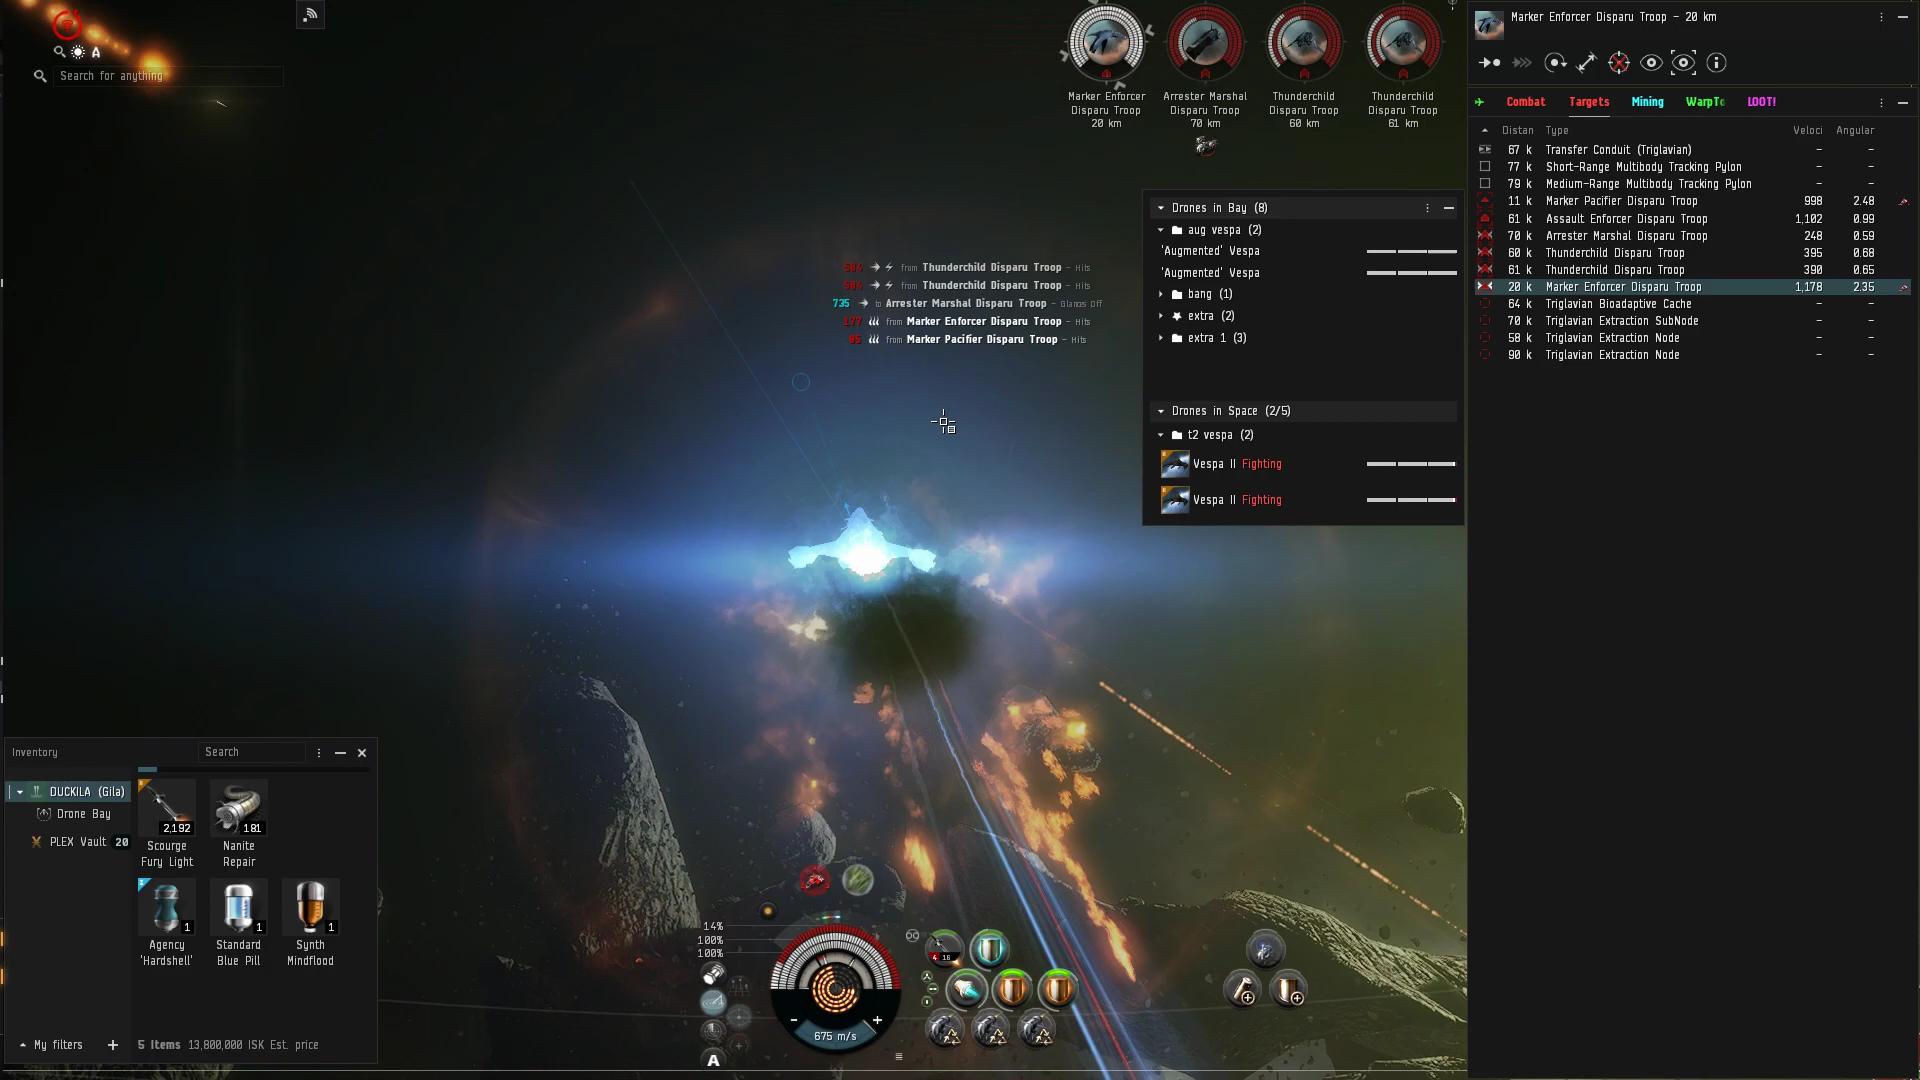 A
Search for anything
Marker Enforcer
Disparu Troop
20 km
Arrester Marshal
Disparu Troop
70 km
Thunderchild
Disparu Troop
60 km
Thunderchild
Disparu Troop
61 km
Marker Enforcer Disparu Troop - 20 km
Combat Targets Mining WarpTo LOOT!
Distan Type Veloci Angular
67 k Transfer Conduit (Triglavian) - -
77 k Short-Range Multibody Tracking Pylon - -
79 k Medium-Range Multibody Tracking Pylon - -
11 k Marker Pacifier Disparu Troop 998 2.48
61 k Assault Enforcer Disparu Troop 1,102 0.99
70 k Arrester Marshal Disparu Troop 248 0.59
60 k Thunderchild Disparu Troop 395 0.68
61 k Thunderchild Disparu Troop 390 0.65
20 k Marker Enforcer Disparu Troop 1,178 2.35
64 k Triglavian Bioadaptive Cache - -
70 k Triglavian Extraction SubNode - -
58 k Triglavian Extraction Node - -
90 k Triglavian Extraction Node - -
Drones in Bay (8)
aug vespa (2)
'Augmented' Vespa
'Augmented' Vespa
bang (1)
extra (2)
extra 1 (3)
Drones in Space (2/5)
t2 vespa (2)
Vespa II Fighting
Vespa II Fighting
from Thunderchild Disparu Troop - Hits
from Thunderchild Disparu Troop - Hits
735 to Arrester Marshal Disparu Troop - Glances Off
177 from Marker Enforcer Disparu Troop - Hits
from Marker Pacifier Disparu Troop - Hits
Inventory
Search
DUCKILA (Gila)
Drone Bay
PLEX Vault 20
2,192
Scourge
Fury Light
181
Nanite
Repair
1
Agency
'Hardshell'
1
Standard
Blue Pill
1
Synth
Mindflood
My filters +
5 Items 13,800,000 ISK Est. price
14%
100%
100%
4 16
- +
675 m/s
A